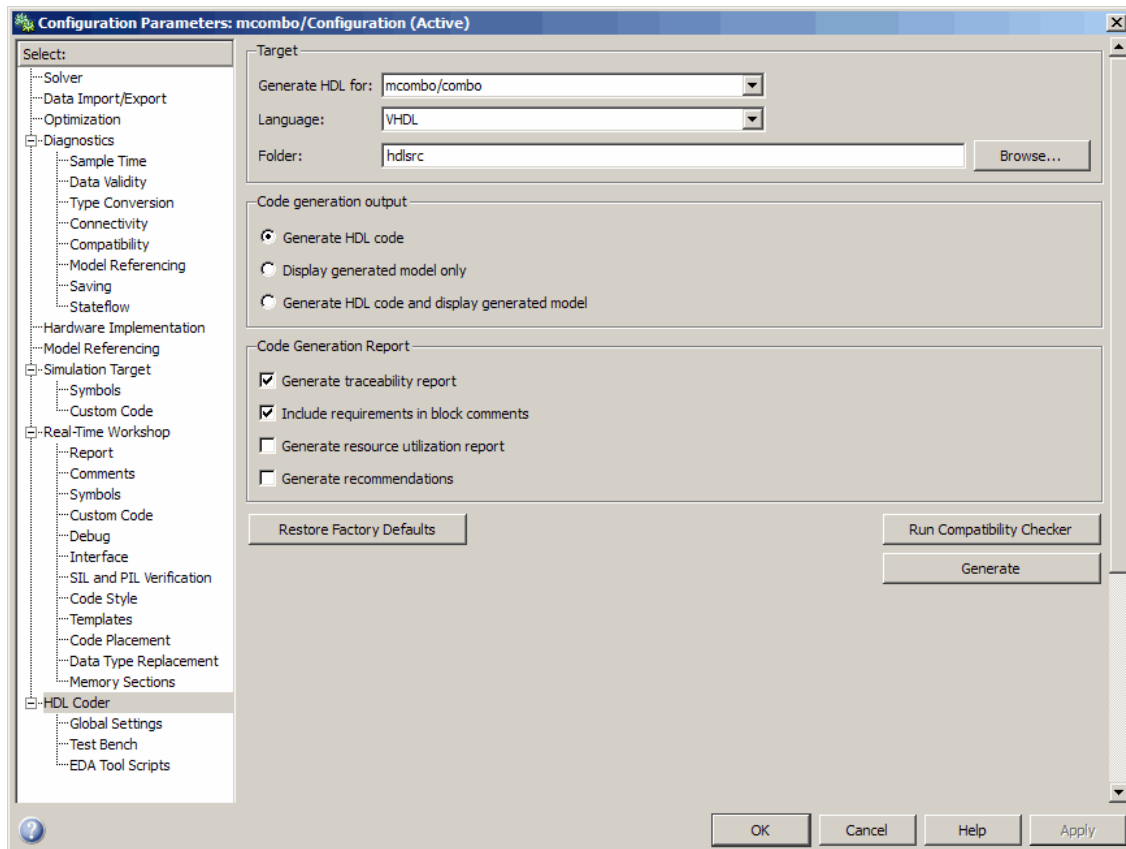 Configuration Parameters: mcombo/Configuration (Active)
Select:
Solver
Data Import/Export
Optimization
Diagnostics
Sample Time
Data Validity
Type Conversion
Connectivity
Compatibility
Model Referencing
Saving
Stateflow
Hardware Implementation
Model Referencing
Simulation Target
Symbols
Custom Code
Real-Time Workshop
Report
Comments
Symbols
Custom Code
Debug
Interface
SIL and PIL Verification
Code Style
Templates
Code Placement
Data Type Replacement
Memory Sections
HDL Coder
Global Settings
Test Bench
EDA Tool Scripts
Target
Generate HDL for: mcombo/combo
Language: VHDL
Folder: hdlsrc Browse...
Code generation output
Generate HDL code
Display generated model only
Generate HDL code and display generated model
Code Generation Report
Generate traceability report
Include requirements in block comments
Generate resource utilization report
Generate recommendations
Restore Factory Defaults Run Compatibility Checker
Generate
OK Cancel Help Apply